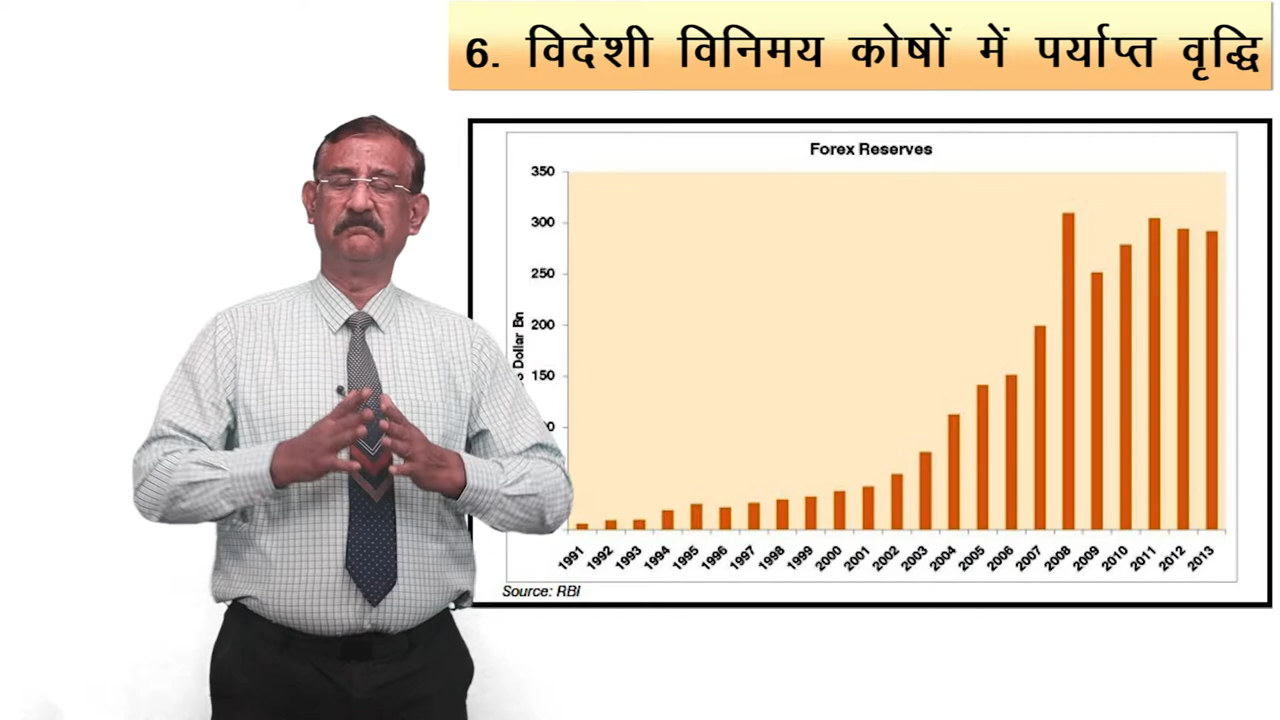 6. विदेशी विनिमय कोषों में पर्याप्त वृद्धि
Forex Reserves
350
300
250
200
150
Dollar Bn
1991 1992 1993 1994 1995 1996 1997 1998 1999 2000 2001 2002 2003 2004 2005 2006 2007 2008 2009 2010 2011 2012 2013
Source: RBI